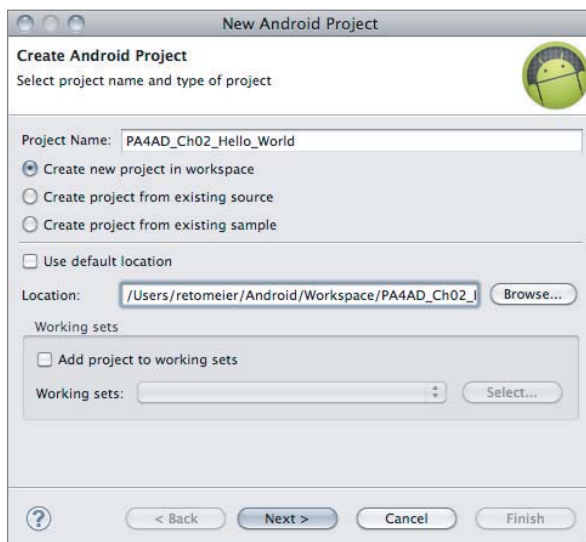 New Android Project
Create Android Project
Select project name and type of project
Project Name: PA4AD_Ch02_Hello_World
Create new project in workspace
Create project from existing source
Create project from existing sample
Use default location
Location: /Users/retomeier/Android/Workspace/PA4AD_Ch02_ Browse...
Working sets
Add project to working sets
Working sets: Select...
? < Back Next > Cancel Finish